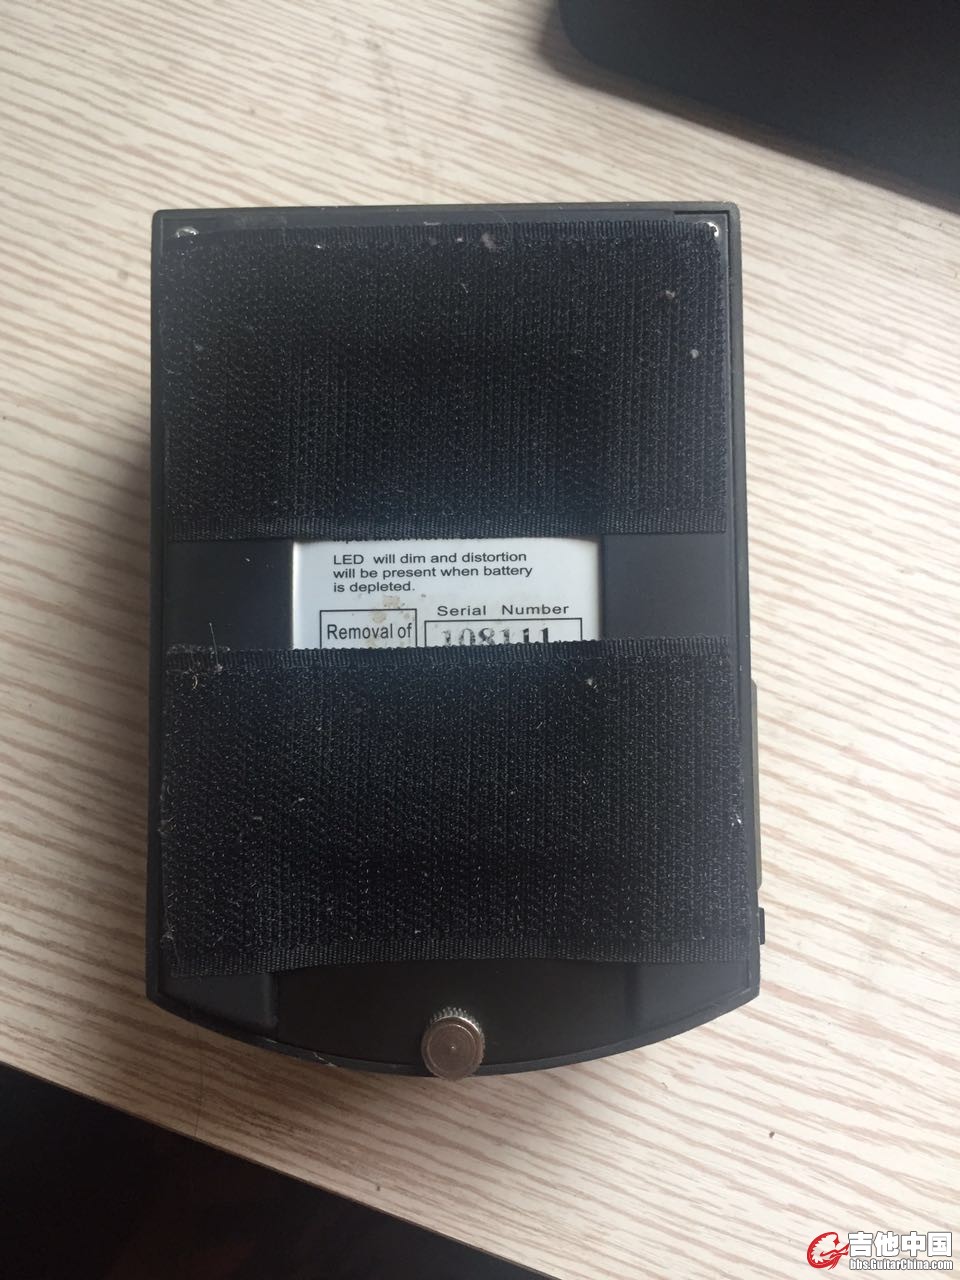 LED will dim and distortion
will be present when battery
is depleted.
Serial Number
Removal of
108111
吉他中国
bbs.GuitarChina.com